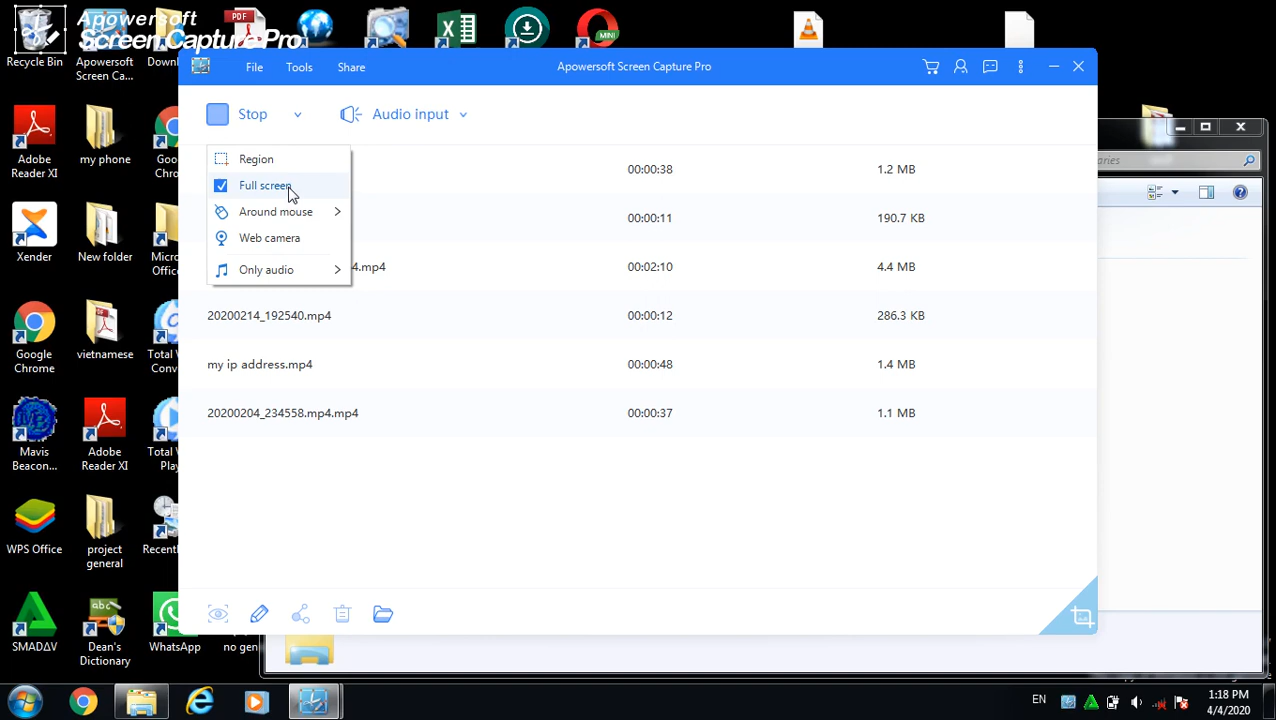 Apowersoft
Screen Capture Pro
Recycle Bin
Apowersoft
Screen Ca...
MINI
File
Tools
Share
Apowersoft Screen Capture Pro
Stop
Audio input
Region
Full screen
Around mouse
Web camera
Only audio
00:00:38
1.2 MB
00:00:11
190.7 KB
4.mp4
00:02:10
4.4 MB
20200214_192540.mp4
00:00:12
286.3 KB
my ip address.mp4
00:00:48
1.4 MB
20200204_234558.mp4.mp4
00:00:37
1.1 MB
Adobe
Reader XI
my phone
Xender
New folder
Google
Chrome
vietnamese
Mavis
Beacon...
Adobe
Reader XI
WPS Office
project
general
SMADΔV
Dean's
Dictionary
WhatsApp
no gen
EN
1:18 PM
4/4/2020